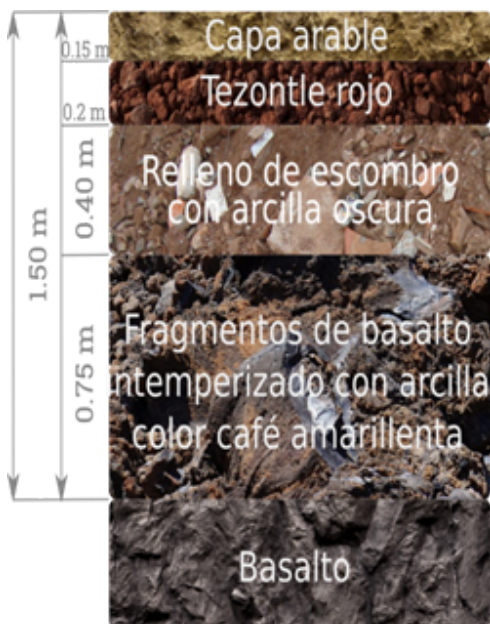 Capa arable
0.15 m
Tezontle rojo
0.2 m
Relleno de escombro
con arcilla oscura
0.40 m
1.50 m
Fragmentos de basalto
intemperizado con arcilla
color café amarillenta
0.75 m
Basalto